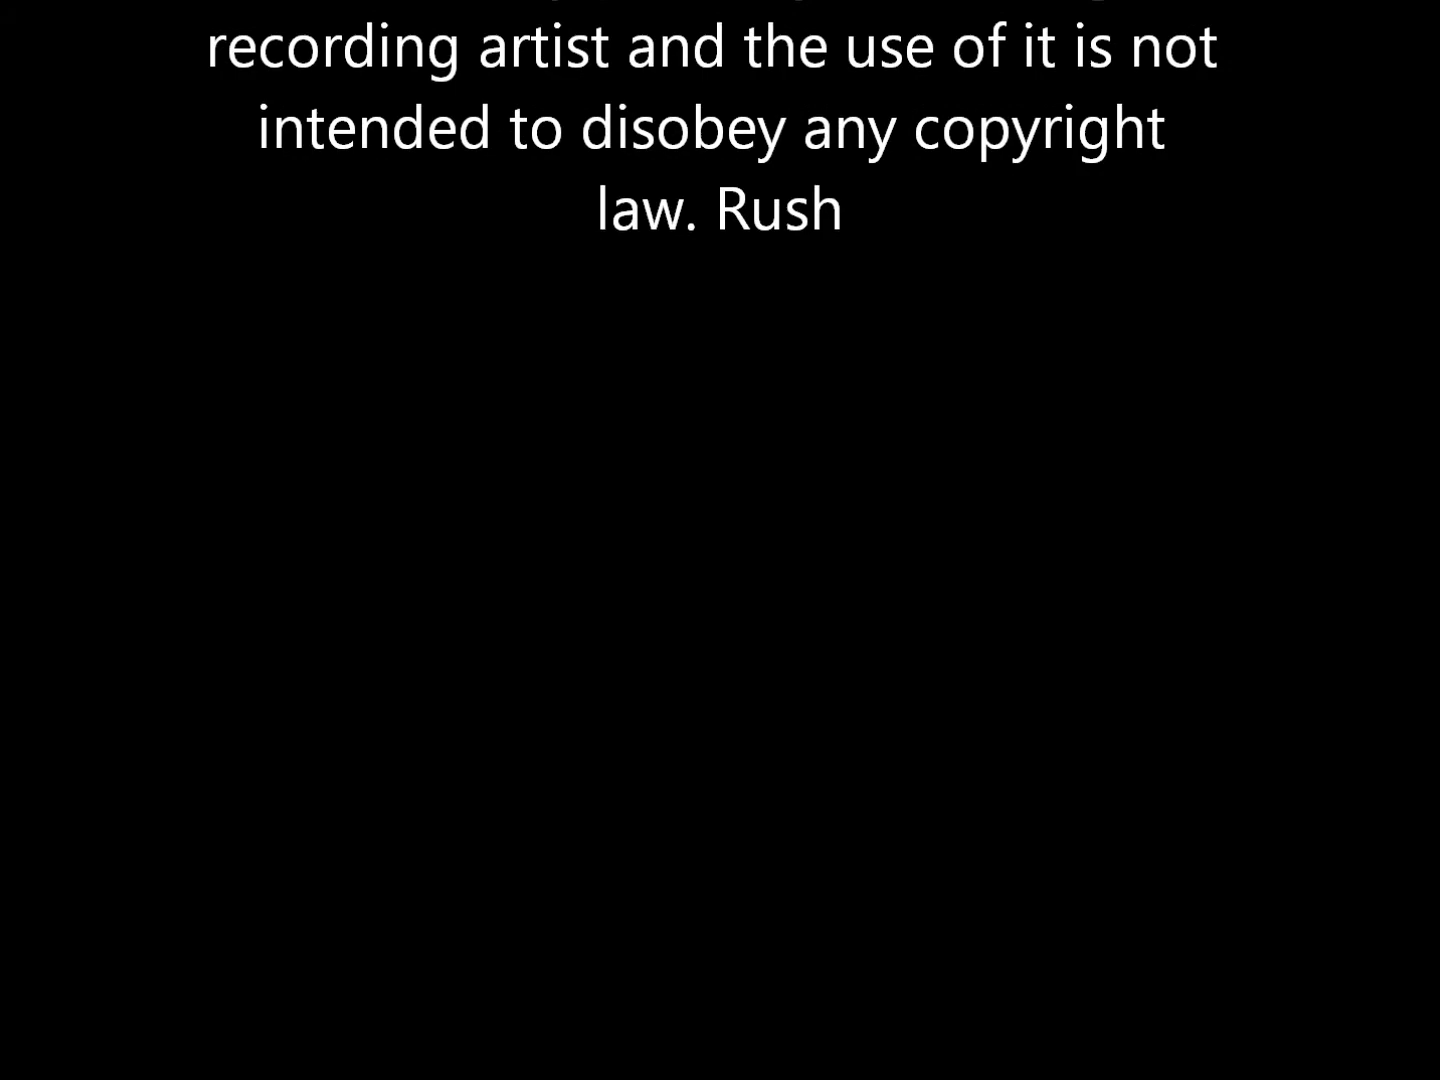 recording artist and the use of it is not
intended to disobey any copyright
law. Rush